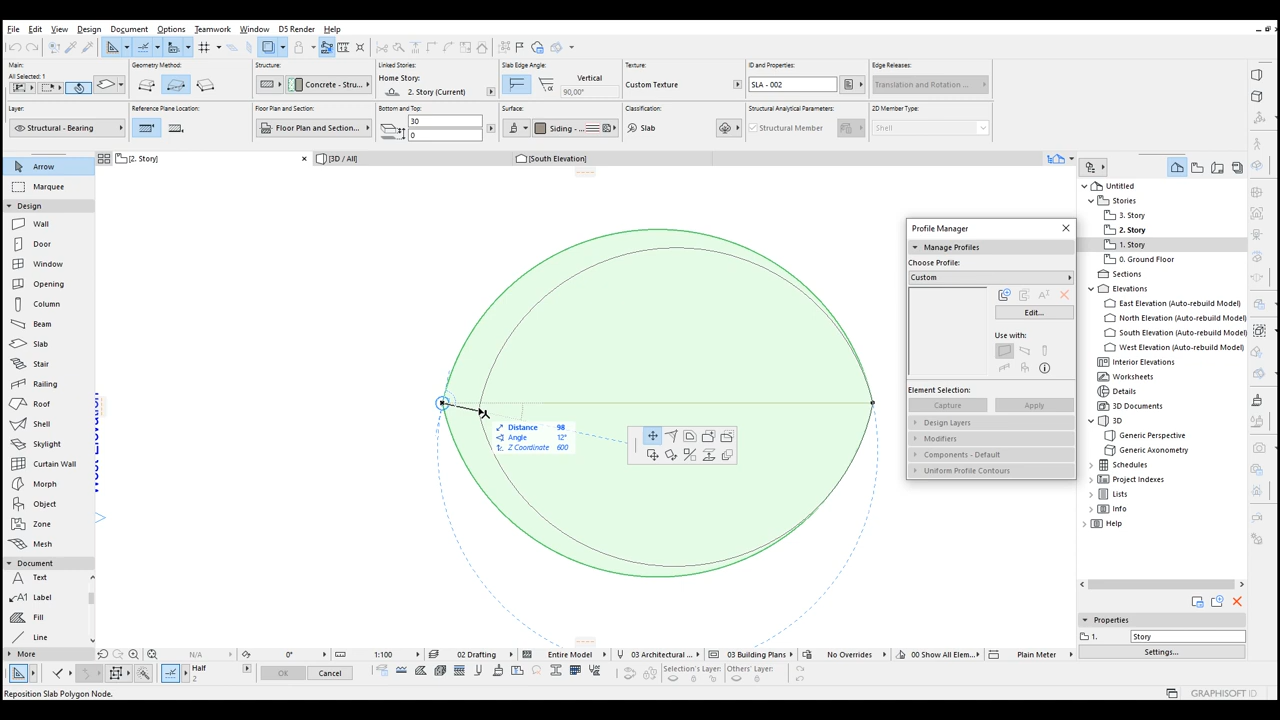 File Edit View Design Document Options Teamwork Window D5 Render Help
Main: Geometry Method: Structure: Linked Stories: Slab Edge Angle: Texture: ID and Properties: Edge Releases:
All Selected: 1 Home Story: Vertical
Concrete - Stru... 2. Story (Current) 90,00° Custom Texture SLA - 002 Translation and Rotation ...
Layer: Reference Plane Location: Floor Plan and Section: Bottom and Top: Surface: Classification: Structural Analytical Parameters: 2D Member Type:
Structural - Bearing Floor Plan and Section... 30 Siding - ... Slab Structural Member Shell
0
[2. Story] [3D / All] [South Elevation]
Arrow
Marquee
Design
Wall
Door
Window
Opening
Column
Beam
Slab
Stair
Railing
Roof
Shell
Skylight
Curtain Wall
Morph
Object
Zone
Mesh
Document
Text
Label
Fill
Line
More
West Elevation
Distance 98
Angle 12°
Z Coordinate 600
Profile Manager
Manage Profiles
Choose Profile:
Custom
Edit...
Use with:
Element Selection:
Capture Apply
Design Layers
Modifiers
Components - Default
Uniform Profile Contours
Untitled
Stories
3. Story
2. Story
1. Story
0. Ground Floor
Sections
Elevations
East Elevation (Auto-rebuild Model)
North Elevation (Auto-rebuild Model)
South Elevation (Auto-rebuild Model)
West Elevation (Auto-rebuild Model)
Interior Elevations
Worksheets
Details
3D Documents
3D
Generic Perspective
Generic Axonometry
Schedules
Project Indexes
Lists
Info
Help
Properties
1. Story
Settings...
N/A 0° 1:100 02 Drafting Entire Model 03 Architectural ... 03 Building Plans No Overrides 00 Show All Elem... Plain Meter
Half
2
OK Cancel Selection's Layer: Others' Layer:
Reposition Slab Polygon Node. GRAPHISOFT ID